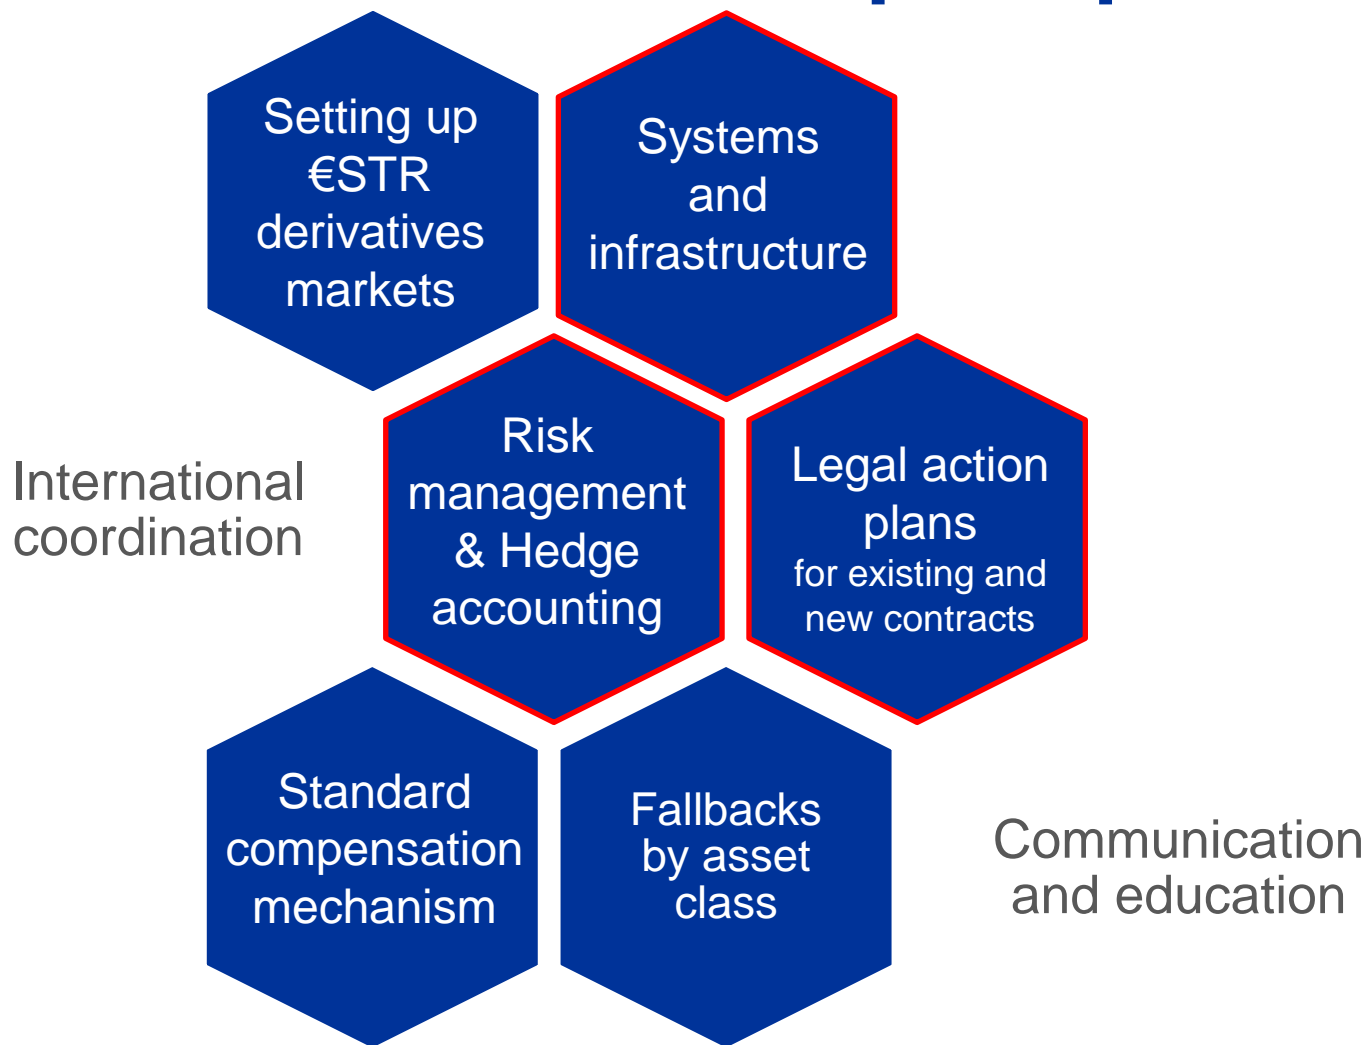 Setting up
€STR
derivatives
markets
Systems
and
infrastructure
International
coordination
Risk
management
& Hedge
accounting
Legal action
plans
for existing and
new contracts
Standard
compensation
mechanism
Fallbacks
by asset
class
Communication
and education